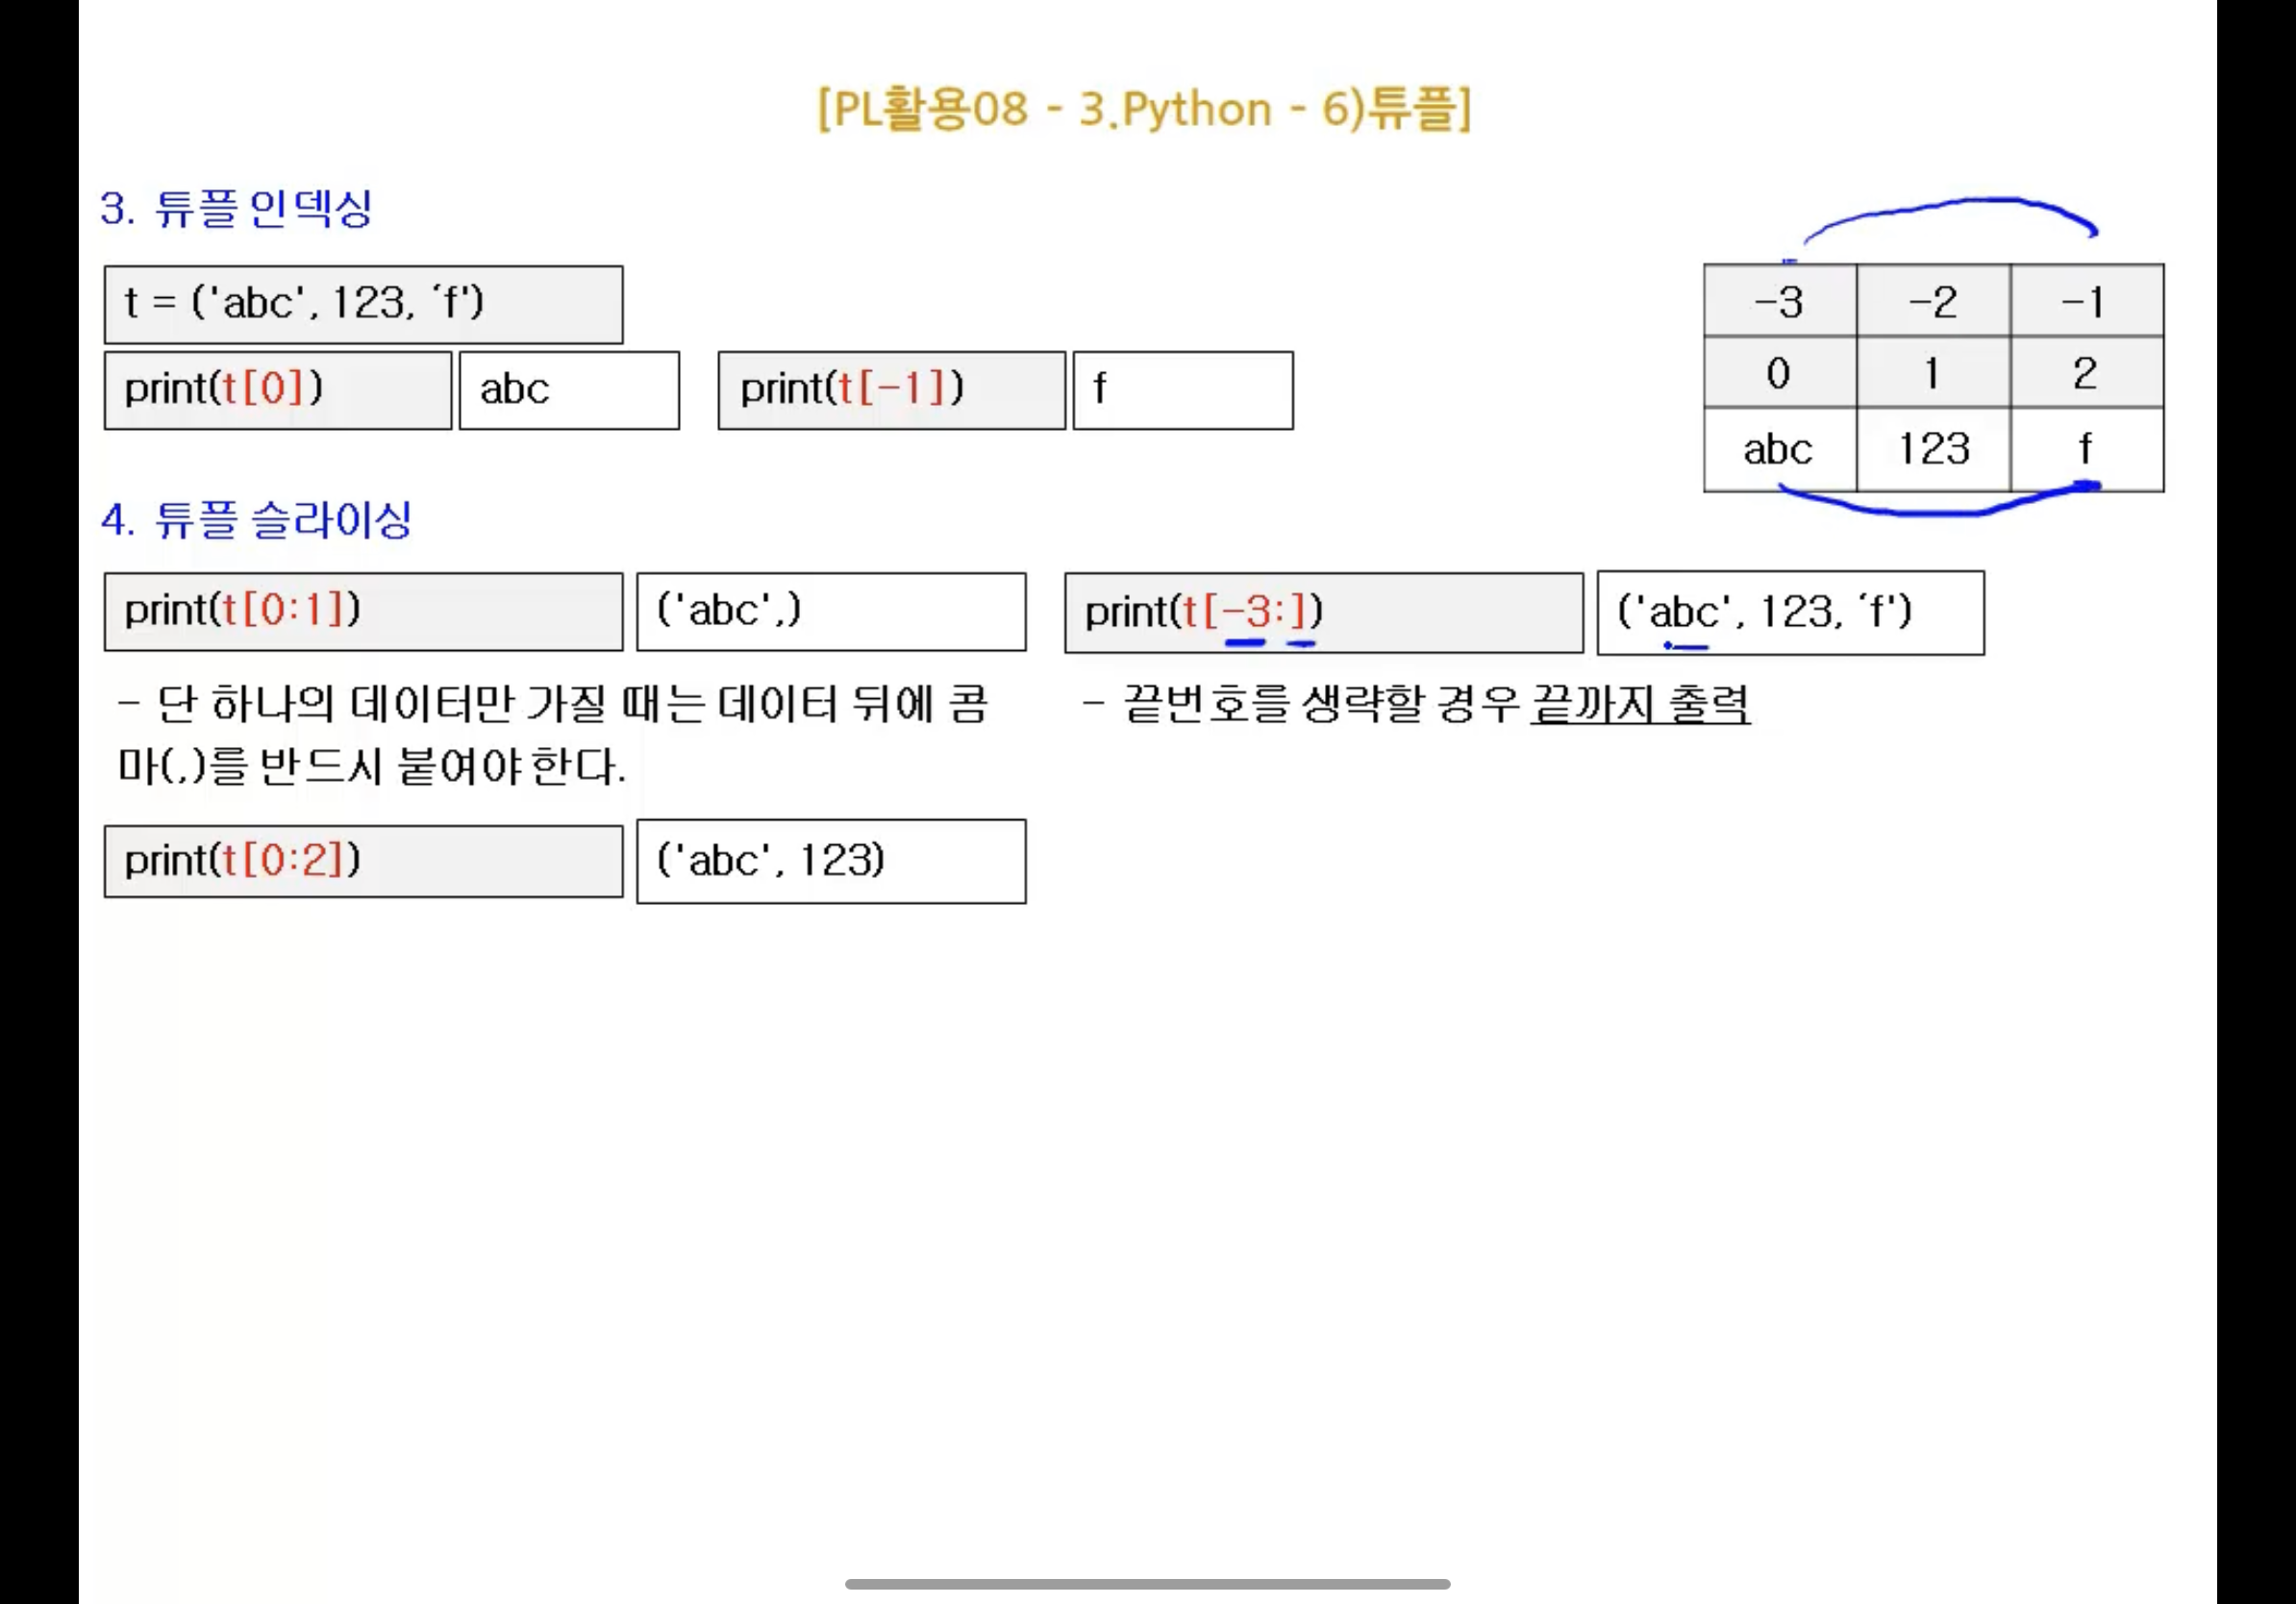 [PL활용08 - 3.Python - 6)튜플]
3. 튜플 인덱싱
t = ('abc', 123, ‘f')
print(t[0])
abc
print(t[-1])
f
-3 -2 -1
0 1 2
abc 123 f
4. 튜플 슬라이싱
print(t[0:1])
('abc',)
- 단 하나의 데이터만 가질 때는 데이터 뒤에 콤
마(,)를 반드시 붙여야 한다.
print(t[-3:])
('abc', 123, ‘f')
- 끝번호를 생략할 경우 끝까지 출력
print(t[0:2])
('abc', 123)